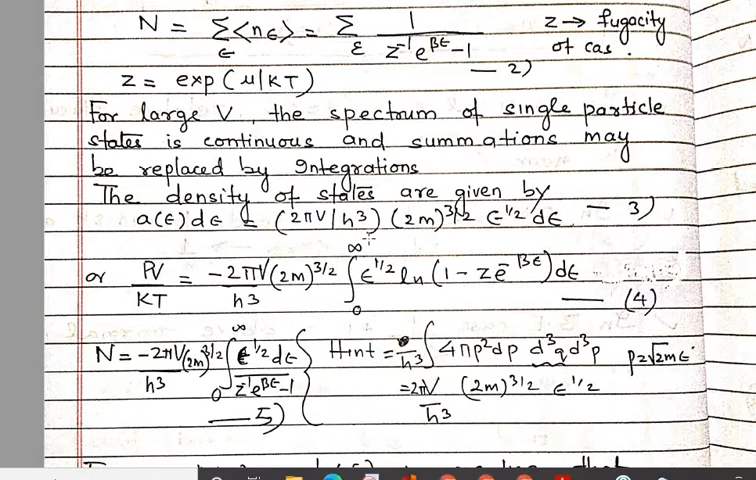 N = Σ_ϵ <n_ϵ> = Σ_ε 1/(z⁻¹e^{βϵ}-1) z → fugacity of gas. — 2)
z = exp(μ/KT)
For large V, the spectrum of single particle
states is continuous and summations may
be replaced by Integrations
The density of states are given by
a(ϵ)dϵ = (2πV/h³) (2m)^{3/2} ϵ^{1/2} dϵ — 3)
or PV/KT = -2πV(2m)^{3/2}/h³ ∫₀^∞ ϵ^{1/2} ln(1 - ze^{-βϵ})dϵ — (4)
N = -2πV(2m)^{3/2}/h³ ∫₀^∞ ϵ^{1/2}dϵ/(z⁻¹e^{βϵ}-1) — 5)
Hint = /h³ ∫ 4πp²dp d³q d³p p=√2mϵ
= 2πV/h³ (2m)^{3/2} ϵ^{1/2}